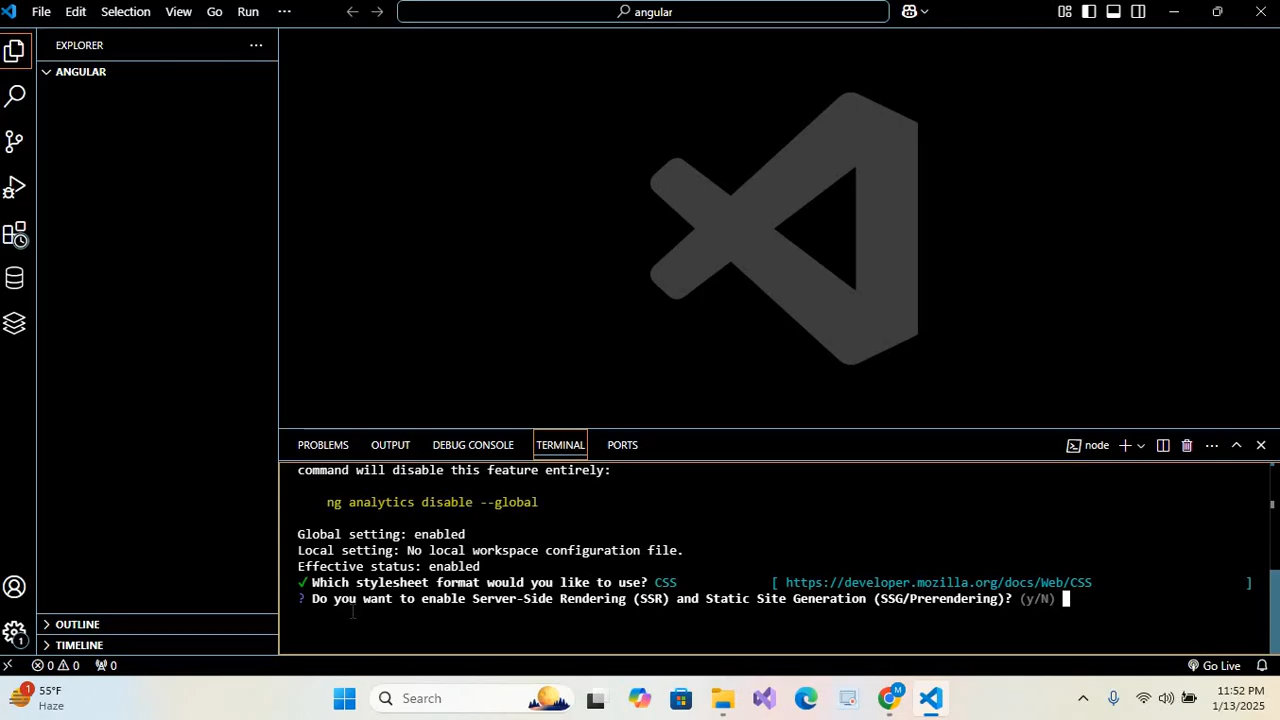 File Edit Selection View Go Run ··· angular
EXPLORER ···
ANGULAR
OUTLINE
TIMELINE
PROBLEMS OUTPUT DEBUG CONSOLE TERMINAL PORTS node ···
command will disable this feature entirely:
ng analytics disable --global
Global setting: enabled
Local setting: No local workspace configuration file.
Effective status: enabled
✓ Which stylesheet format would you like to use? CSS [ https://developer.mozilla.org/docs/Web/CSS ]
? Do you want to enable Server-Side Rendering (SSR) and Static Site Generation (SSG/Prerendering)? (y/N)
1
0 0 0 Go Live
1 55°F
Haze
Search
M
11:52 PM
1/13/2025